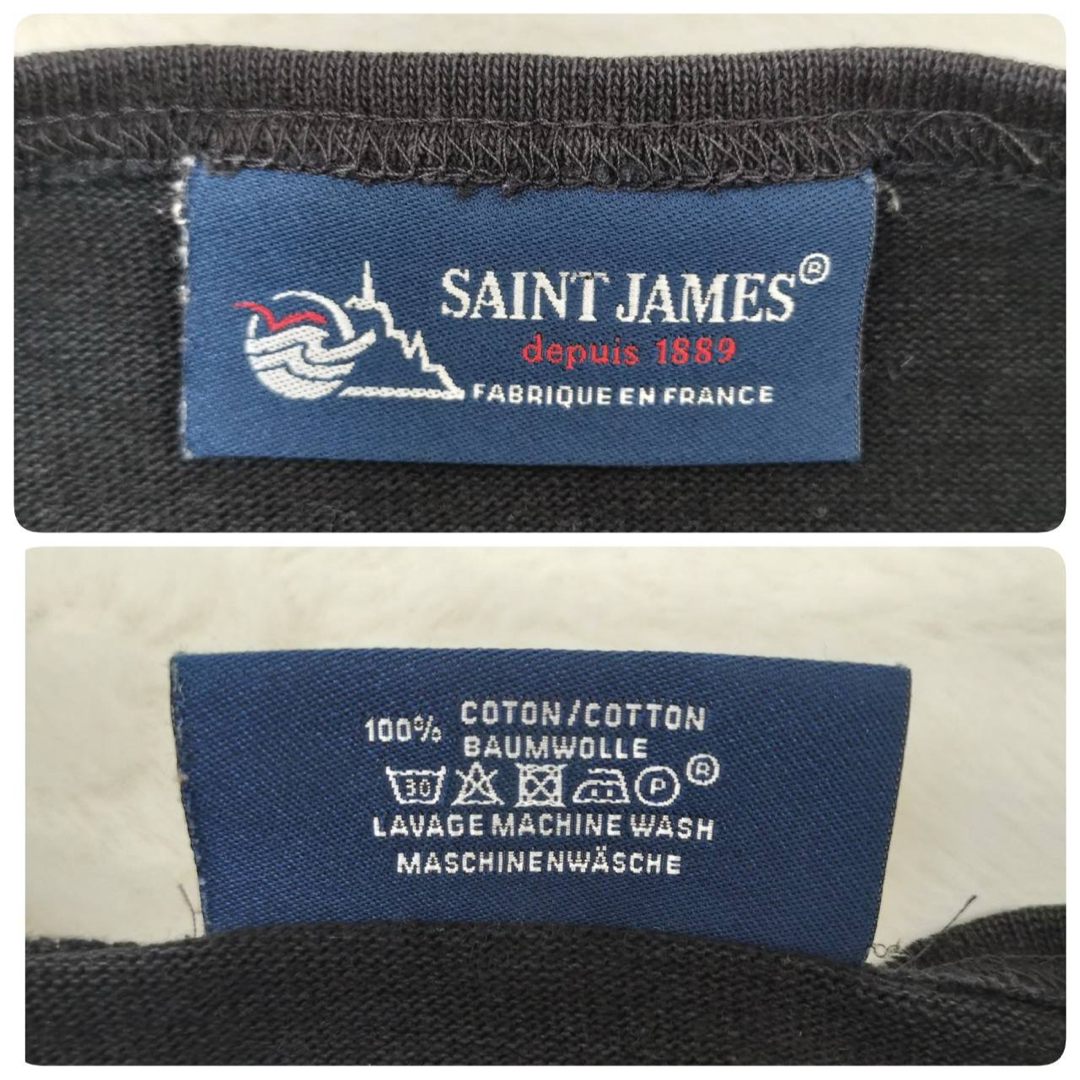 SAINT JAMES®
depuis 1889
FABRIQUE EN FRANCE
100% COTON/COTTON
BAUMWOLLE
30 P ®
LAVAGE MACHINE WASH
MASCHINENWÄSCHE